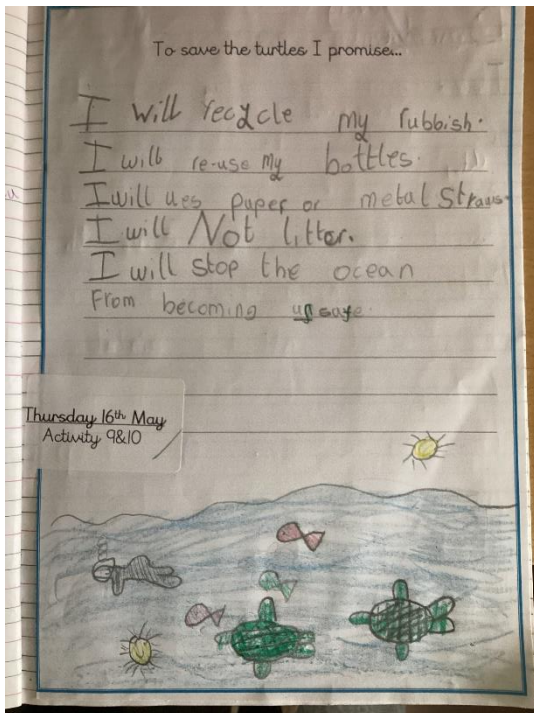 To save the turtles I promise...
I will recycle my rubbish.
I will re-use my bottles.
I will ues paper or metal straws.
I will Not litter.
I will stop the ocean
From becoming unsafe.
Thursday 16th May
Activity 9&10